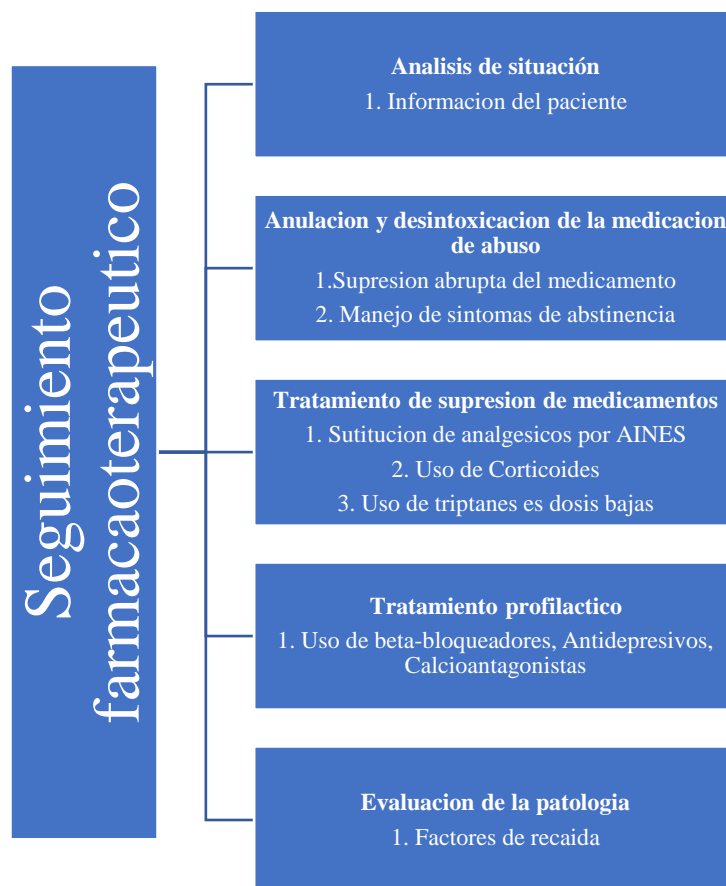 Seguimiento
farmacaoterapeutico
Analisis de situación
1. Informacion del paciente
Anulacion y desintoxicacion de la medicacion
de abuso
1.Supresion abrupta del medicamento
2. Manejo de sintomas de abstinencia
Tratamiento de supresion de medicamentos
1. Sutitucion de analgesicos por AINES
2. Uso de Corticoides
3. Uso de triptanes es dosis bajas
Tratamiento profilactico
1. Uso de beta-bloqueadores, Antidepresivos,
Calcioantagonistas
Evaluacion de la patologia
1. Factores de recaida